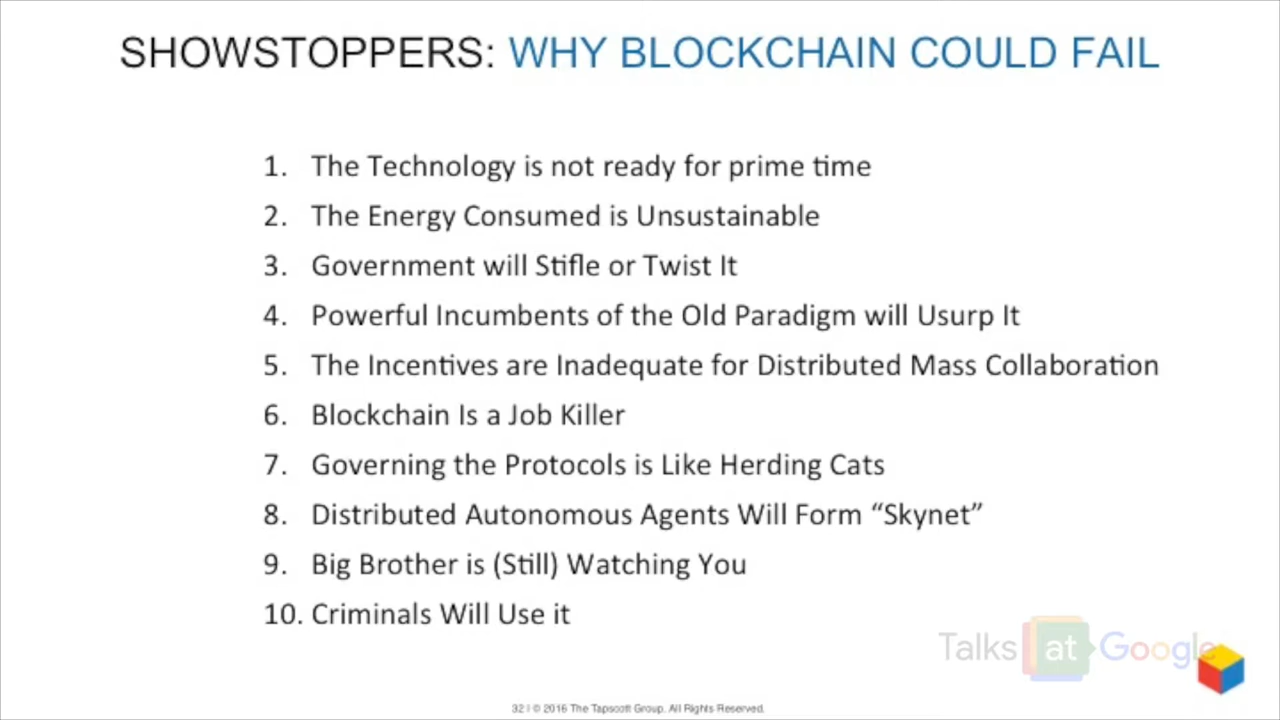 SHOWSTOPPERS: WHY BLOCKCHAIN COULD FAIL
1. The Technology is not ready for prime time
2. The Energy Consumed is Unsustainable
3. Government will Stifle or Twist It
4. Powerful Incumbents of the Old Paradigm will Usurp It
5. The Incentives are Inadequate for Distributed Mass Collaboration
6. Blockchain Is a Job Killer
7. Governing the Protocols is Like Herding Cats
8. Distributed Autonomous Agents Will Form “Skynet”
9. Big Brother is (Still) Watching You
10. Criminals Will Use it
Talks at Google
32 | © 2016 The Tapscott Group. All Rights Reserved.